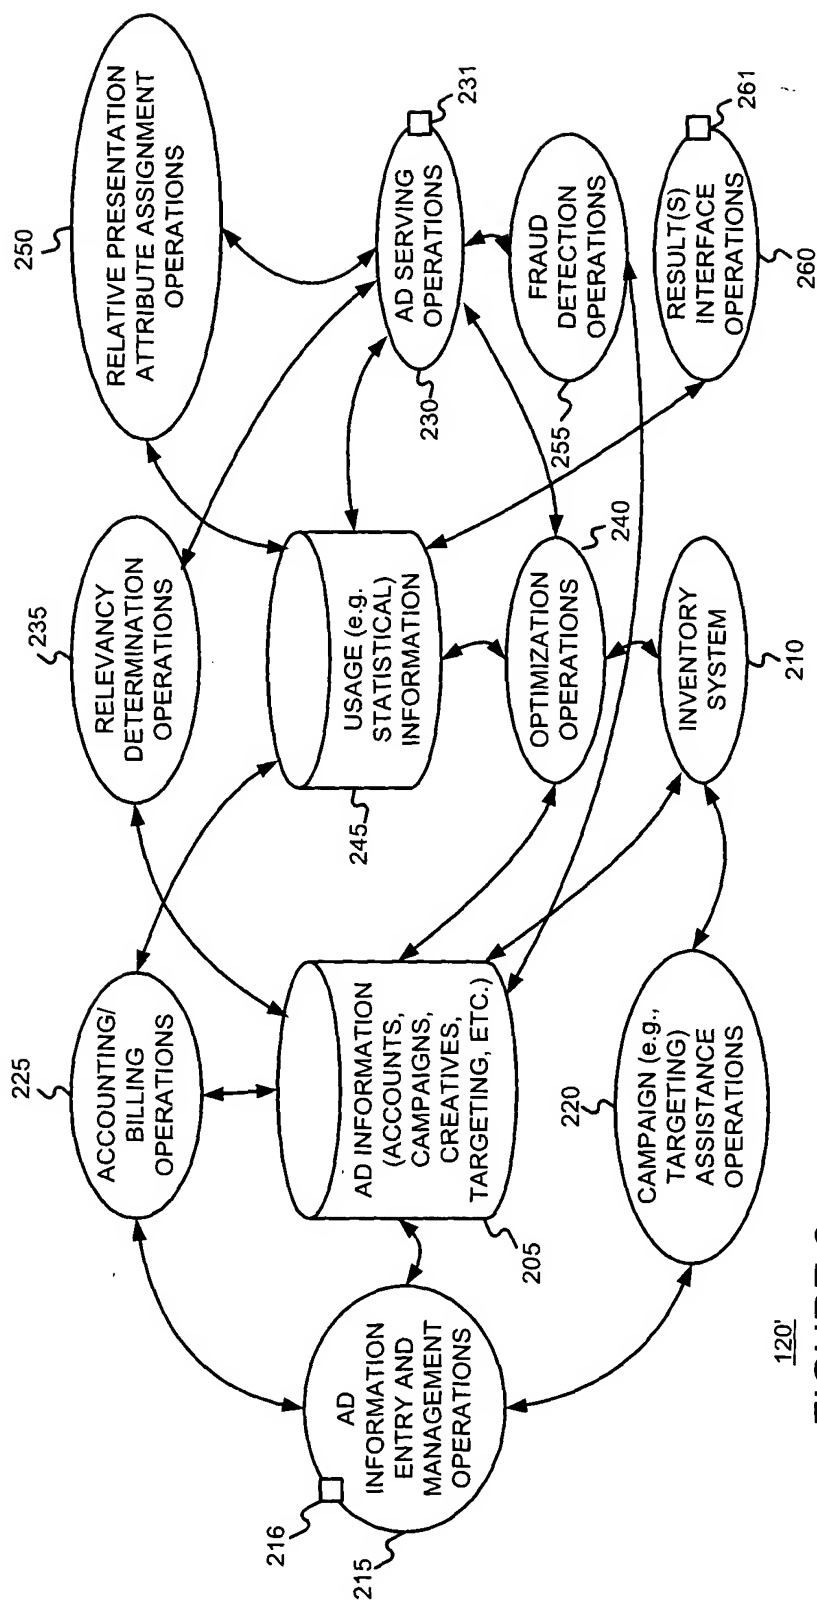 250
RELATIVE PRESENTATION
ATTRIBUTE ASSIGNMENT
OPERATIONS
235
RELEVANCY
DETERMINATION
OPERATIONS
225
ACCOUNTING/
BILLING
OPERATIONS
231
AD SERVING
OPERATIONS
230
FRAUD
DETECTION
OPERATIONS
255
261
RESULT(S)
INTERFACE
OPERATIONS
260
USAGE (e.g.
STATISTICAL)
INFORMATION
245
240
OPTIMIZATION
OPERATIONS
INVENTORY
SYSTEM
210
AD INFORMATION
(ACCOUNTS,
CAMPAIGNS,
CREATIVES,
TARGETING, ETC.)
205
220
CAMPAIGN (e.g.,
TARGETING)
ASSISTANCE
OPERATIONS
AD
INFORMATION
ENTRY AND
MANAGEMENT
OPERATIONS
216
215
120'